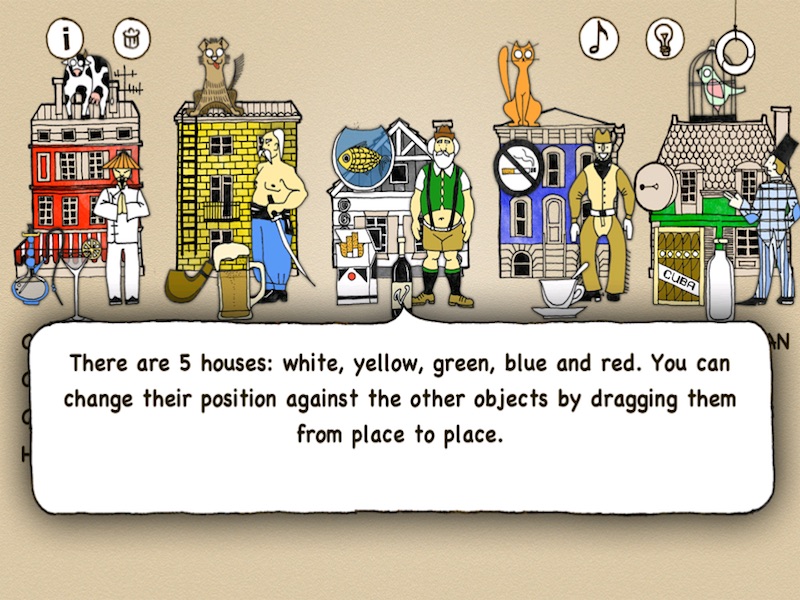 i
CUBA
There are 5 houses: white, yellow, green, blue and red. You can
change their position against the other objects by dragging them
from place to place.